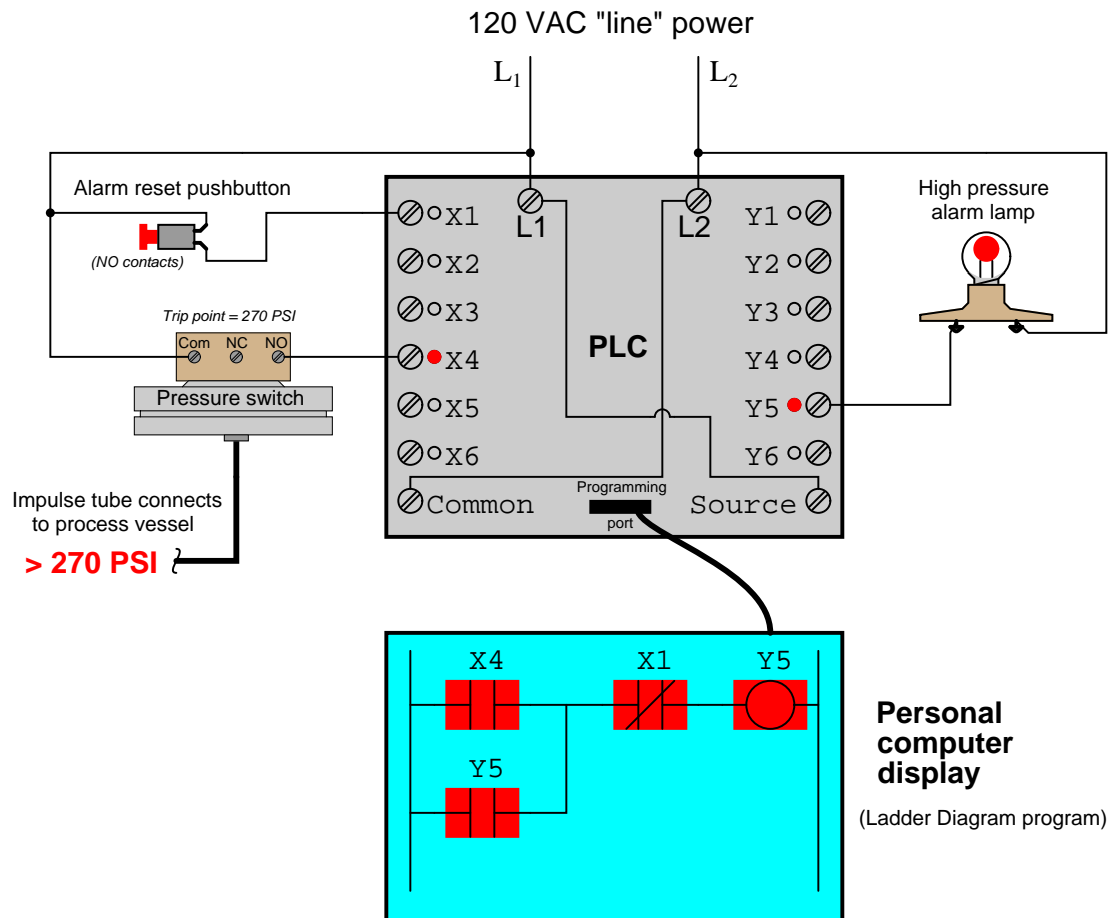 120 VAC "line" power
L1
L2
Alarm reset pushbutton
(NO contacts)
High pressure
alarm lamp
L1
L2
X1
X2
X3
X4
X5
X6
Common
Y1
Y2
Y3
Y4
Y5
Y6
Source
PLC
Programming
port
Trip point = 270 PSI
Com NC NO
Pressure switch
Impulse tube connects
to process vessel
> 270 PSI
X4
X1
Y5
Y5
Personal
computer
display
(Ladder Diagram program)